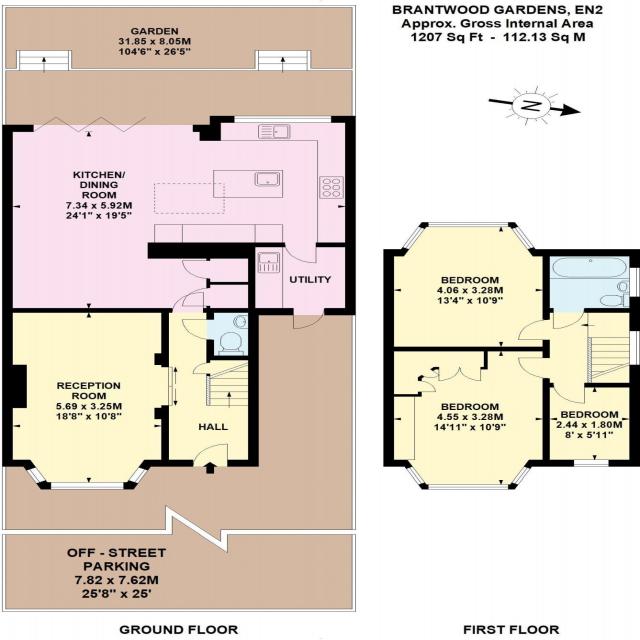 BRANTWOOD GARDENS, EN2
Approx. Gross Internal Area
1207 Sq Ft - 112.13 Sq M
GARDEN
31.85 x 8.05M
104'6" x 26'5"
N
KITCHEN/
DINING
ROOM
7.34 x 5.92M
24'1" x 19'5"
UTILITY
RECEPTION
ROOM
5.69 x 3.25M
18'8" x 10'8"
HALL
BEDROOM
4.06 x 3.28M
13'4" x 10'9"
BEDROOM
4.55 x 3.28M
14'11" x 10'9"
BEDROOM
2.44 x 1.80M
8' x 5'11"
OFF - STREET
PARKING
7.82 x 7.62M
25'8" x 25'
GROUND FLOOR
FIRST FLOOR